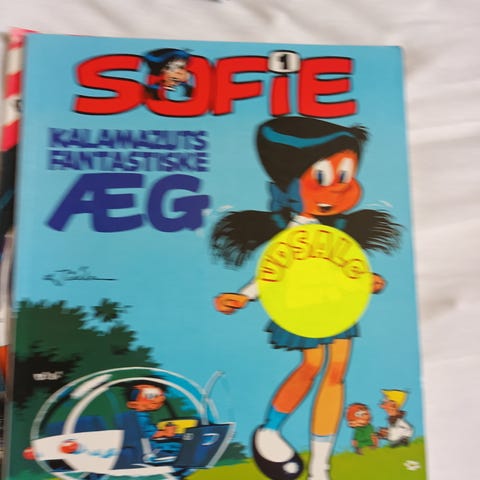 SOFIE
1
KALAMAZUTS
FANTASTISKE
ÆG
UDSALG